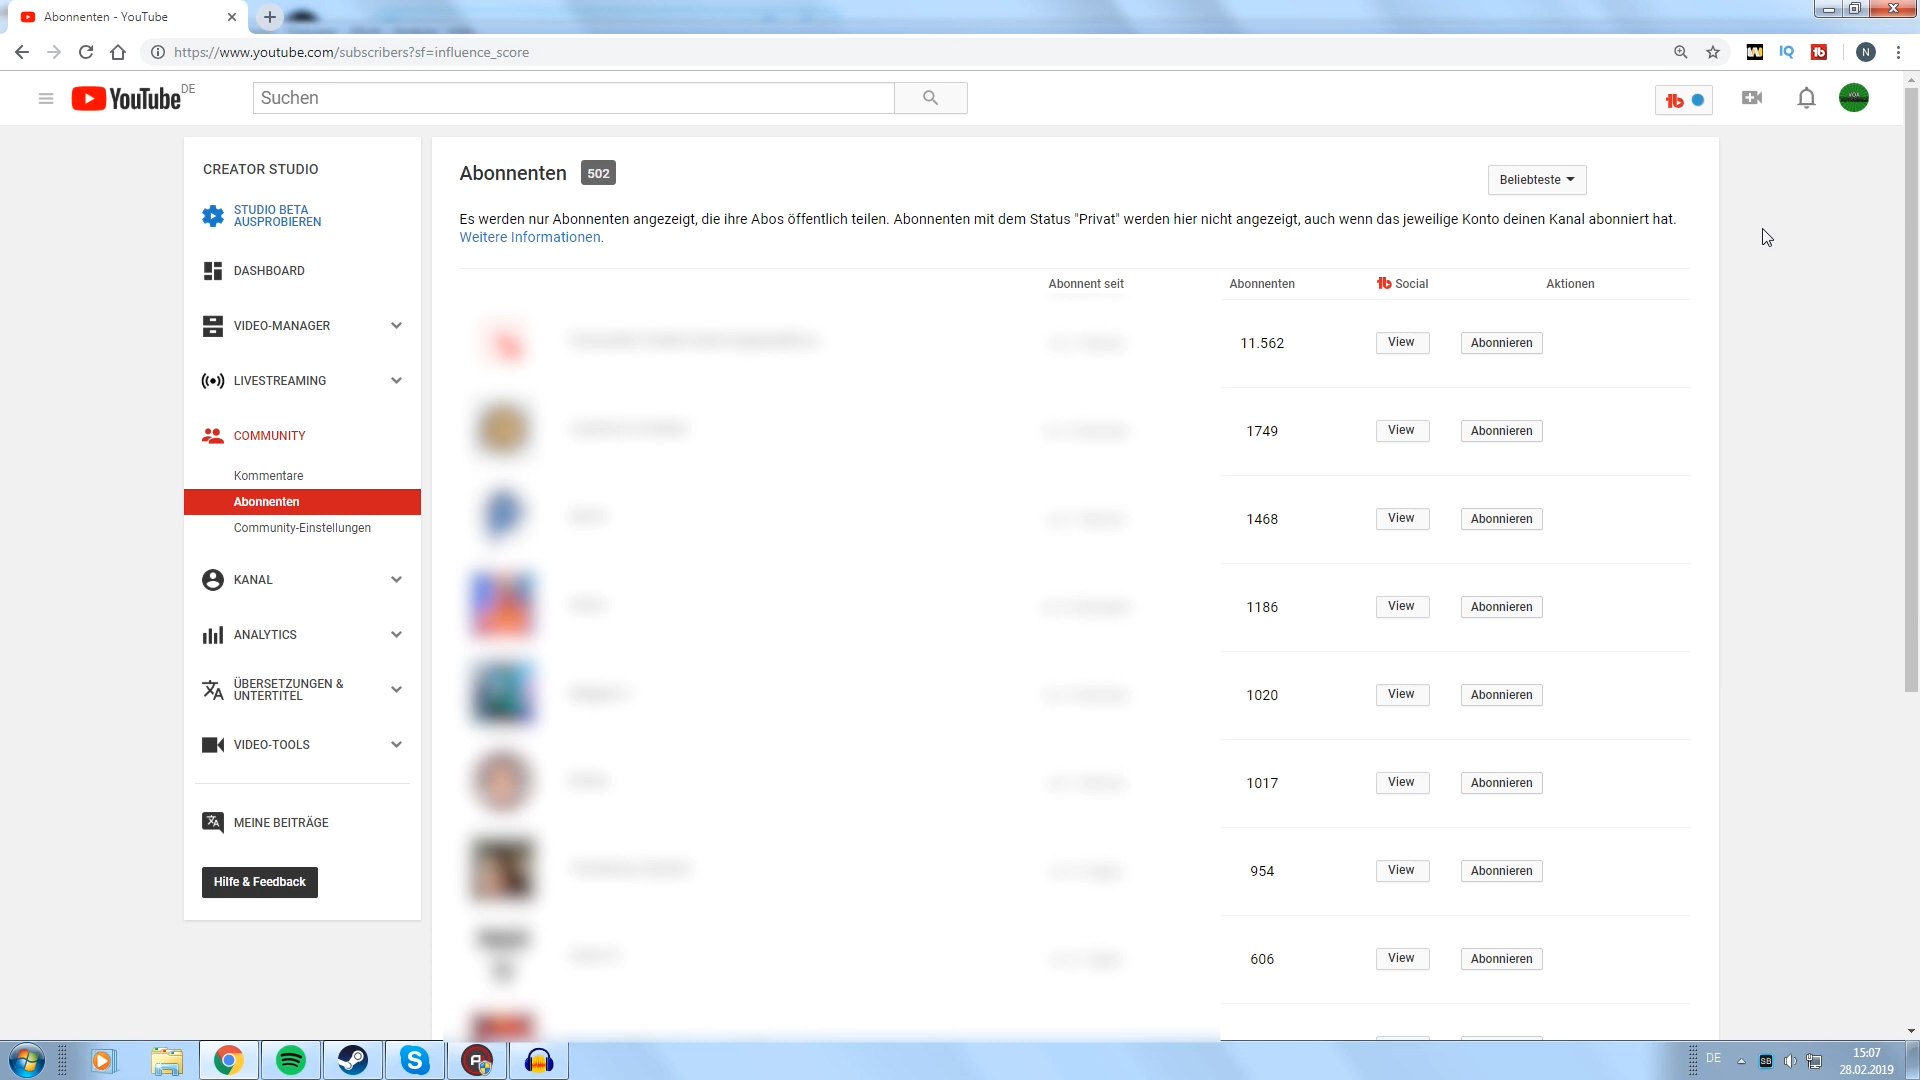 Abonnenten - YouTube
https://www.youtube.com/subscribers?sf=influence_score
IQ
N
YouTube DE
Suchen
CREATOR STUDIO
STUDIO BETA
AUSPROBIEREN
DASHBOARD
VIDEO-MANAGER
LIVESTREAMING
COMMUNITY
Kommentare
Abonnenten
Community-Einstellungen
KANAL
ANALYTICS
ÜBERSETZUNGEN &
UNTERTITEL
VIDEO-TOOLS
MEINE BEITRÄGE
Hilfe & Feedback
Abonnenten 502
Beliebteste
Es werden nur Abonnenten angezeigt, die ihre Abos öffentlich teilen. Abonnenten mit dem Status "Privat" werden hier nicht angezeigt, auch wenn das jeweilige Konto deinen Kanal abonniert hat.
Weitere Informationen.
Abonnent seit Abonnenten Social Aktionen
11.562 View Abonnieren
1749 View Abonnieren
1468 View Abonnieren
1186 View Abonnieren
1020 View Abonnieren
1017 View Abonnieren
954 View Abonnieren
606 View Abonnieren
DE
SB
15:07
28.02.2019